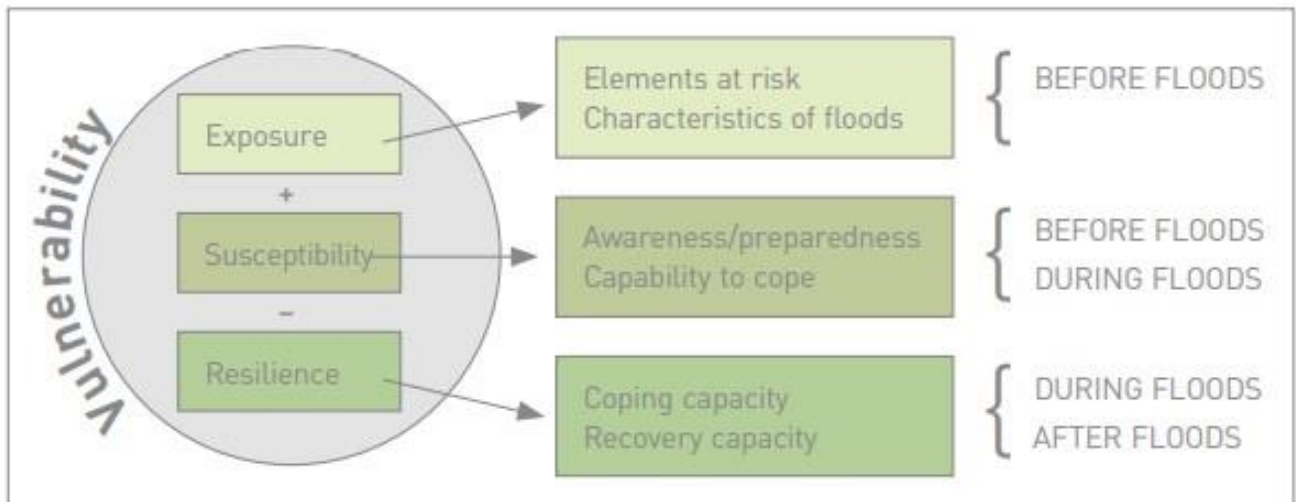 Vulnerability
Exposure
+
Susceptibility
–
Resilience
Elements at risk
Characteristics of floods
BEFORE FLOODS
Awareness/preparedness
Capability to cope
BEFORE FLOODS
DURING FLOODS
Coping capacity
Recovery capacity
DURING FLOODS
AFTER FLOODS